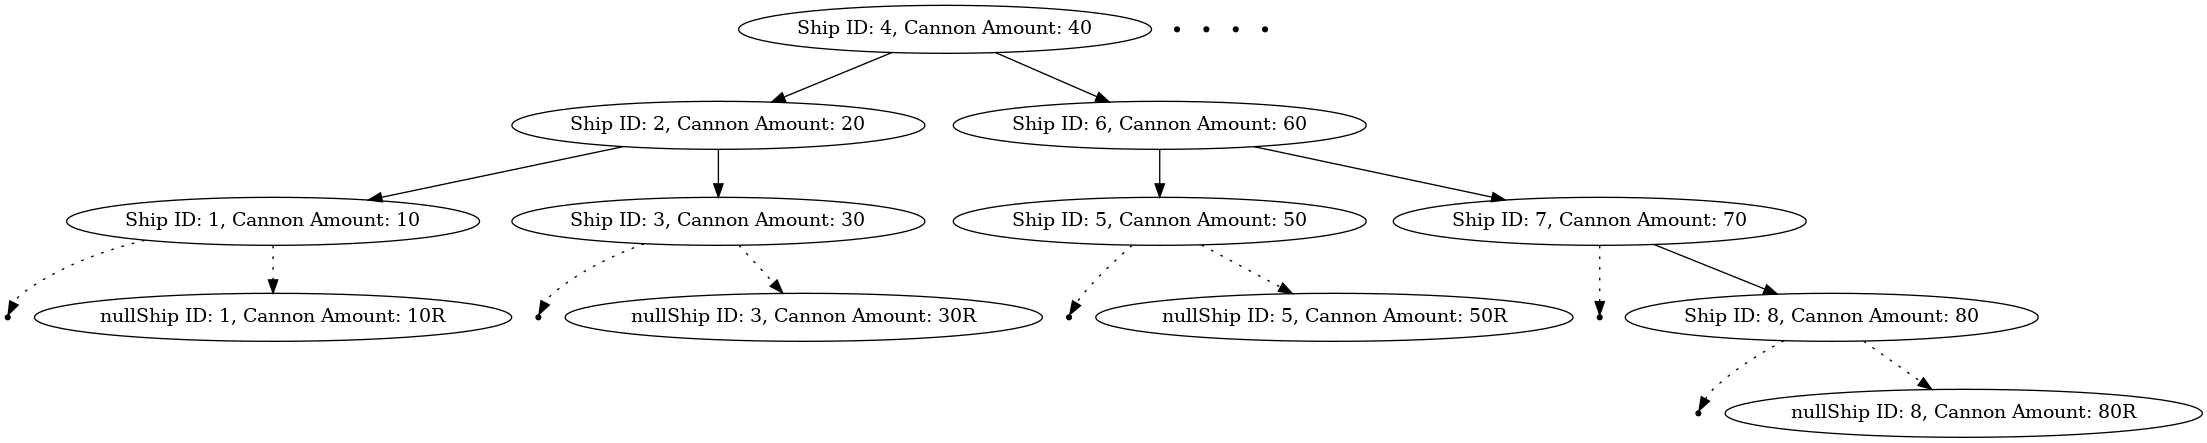 Ship ID: 4, Cannon Amount: 40
Ship ID: 2, Cannon Amount: 20
Ship ID: 6, Cannon Amount: 60
Ship ID: 1, Cannon Amount: 10
Ship ID: 3, Cannon Amount: 30
Ship ID: 5, Cannon Amount: 50
Ship ID: 7, Cannon Amount: 70
nullShip ID: 1, Cannon Amount: 10R
nullShip ID: 3, Cannon Amount: 30R
nullShip ID: 5, Cannon Amount: 50R
Ship ID: 8, Cannon Amount: 80
nullShip ID: 8, Cannon Amount: 80R